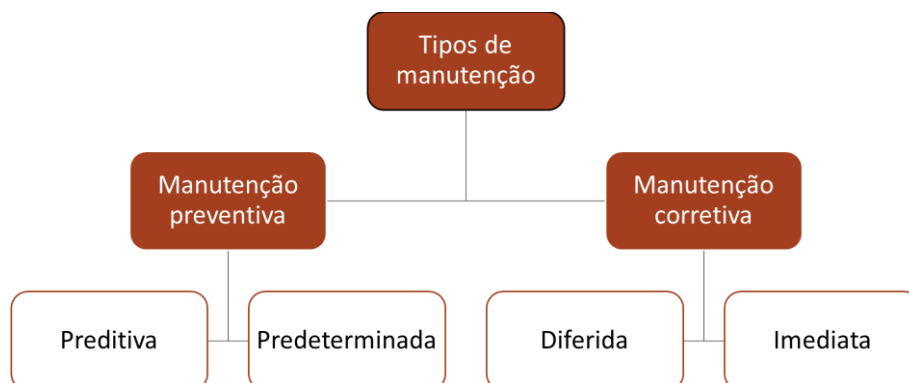 Tipos de
manutenção
Manutenção
preventiva
Manutenção
corretiva
Preditiva
Predeterminada
Diferida
Imediata